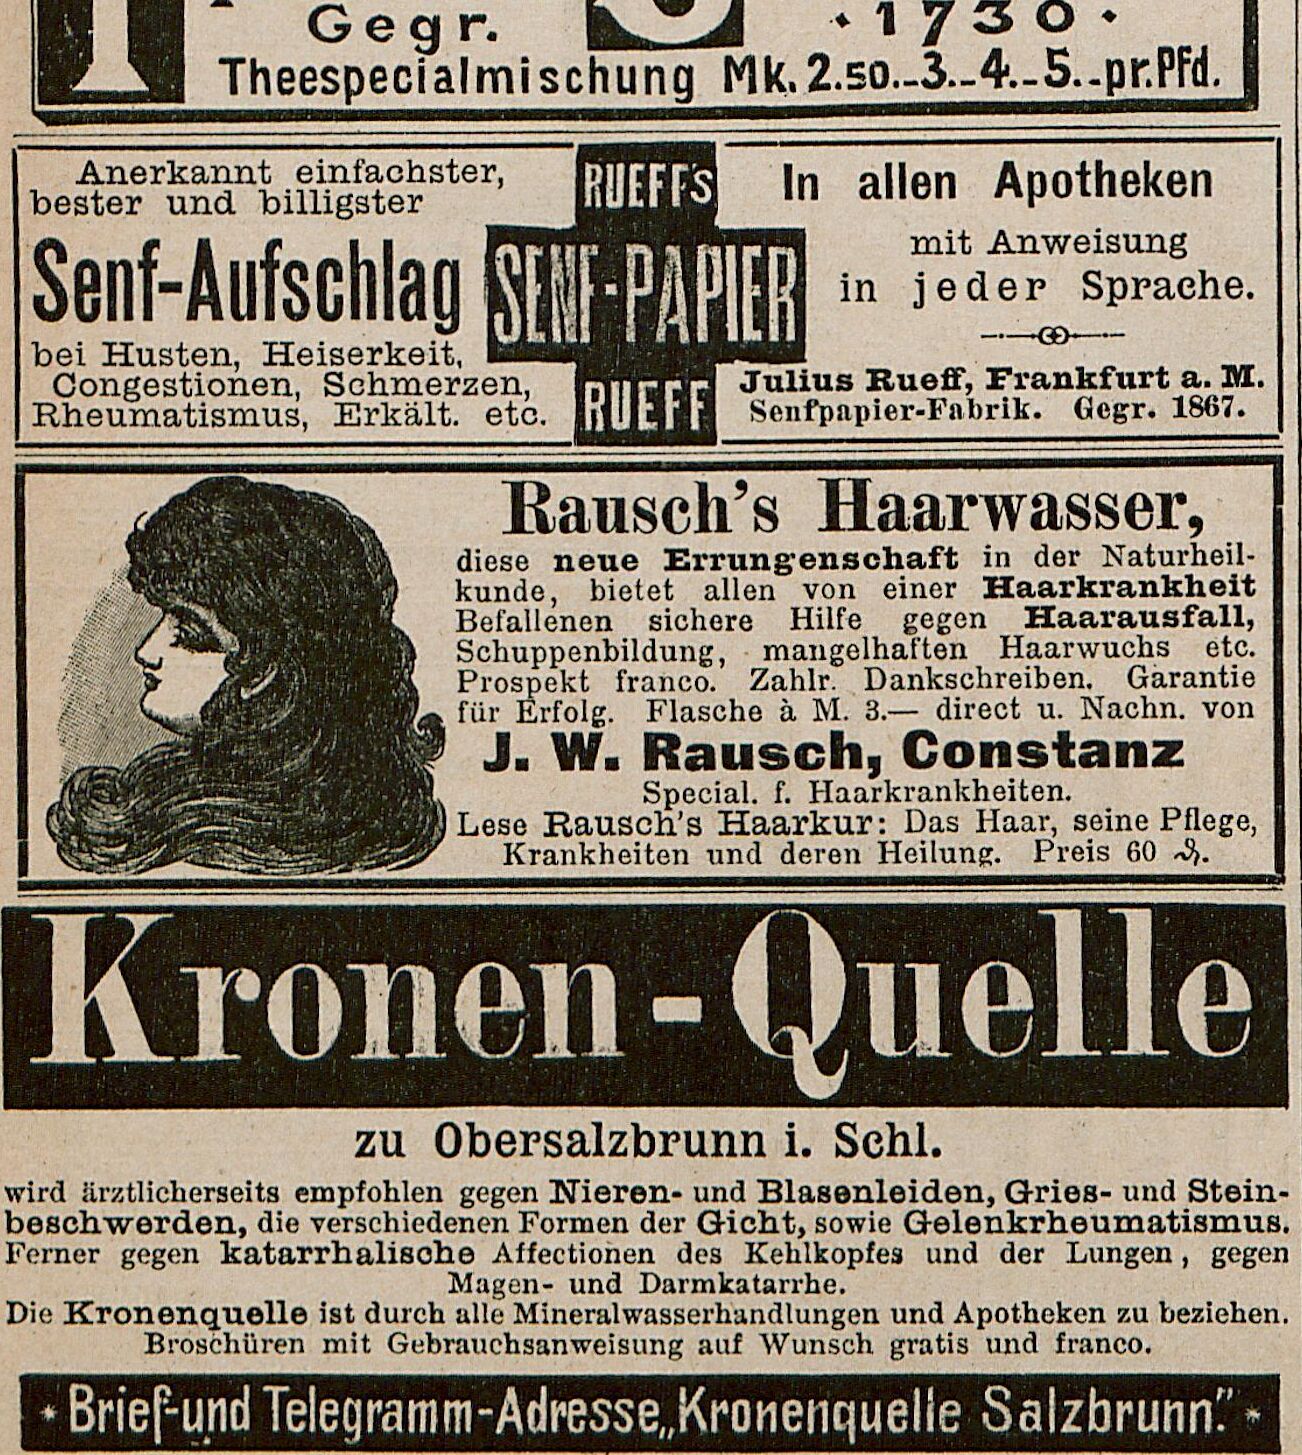 Gegr.
· 1730 ·
Theespecialmischung Mk. 2.50.-3.-4.-5.-pr.Pfd.
Anerkannt einfachster,
bester und billigster
Senf-Aufschlag
bei Husten, Heiserkeit,
Congestionen, Schmerzen,
Rheumatismus, Erkält. etc.
RUEFF'S
SENF-PAPIER
RUEFF
In allen Apotheken
mit Anweisung
in jeder Sprache.
Julius Rueff, Frankfurt a. M.
Senfpapier-Fabrik. Gegr. 1867.
Rausch's Haarwasser,
diese neue Errungenschaft in der Naturheil-
kunde, bietet allen von einer Haarkrankheit
Befallenen sichere Hilfe gegen Haarausfall,
Schuppenbildung, mangelhaften Haarwuchs etc.
Prospekt franco. Zahlr. Dankschreiben. Garantie
für Erfolg. Flasche à M. 3.— direct u. Nachn. von
J. W. Rausch, Constanz
Special. f. Haarkrankheiten.
Lese Rausch's Haarkur: Das Haar, seine Pflege,
Krankheiten und deren Heilung. Preis 60 ₰.
Kronen-Quelle
zu Obersalzbrunn i. Schl.
wird ärztlicherseits empfohlen gegen Nieren- und Blasenleiden, Gries- und Stein-
beschwerden, die verschiedenen Formen der Gicht, sowie Gelenkrheumatismus.
Ferner gegen katarrhalische Affectionen des Kehlkopfes und der Lungen, gegen
Magen- und Darmkatarrhe.
Die Kronenquelle ist durch alle Mineralwasserhandlungen und Apotheken zu beziehen.
Broschüren mit Gebrauchsanweisung auf Wunsch gratis und franco.
* Brief- und Telegramm-Adresse „Kronenquelle Salzbrunn." *